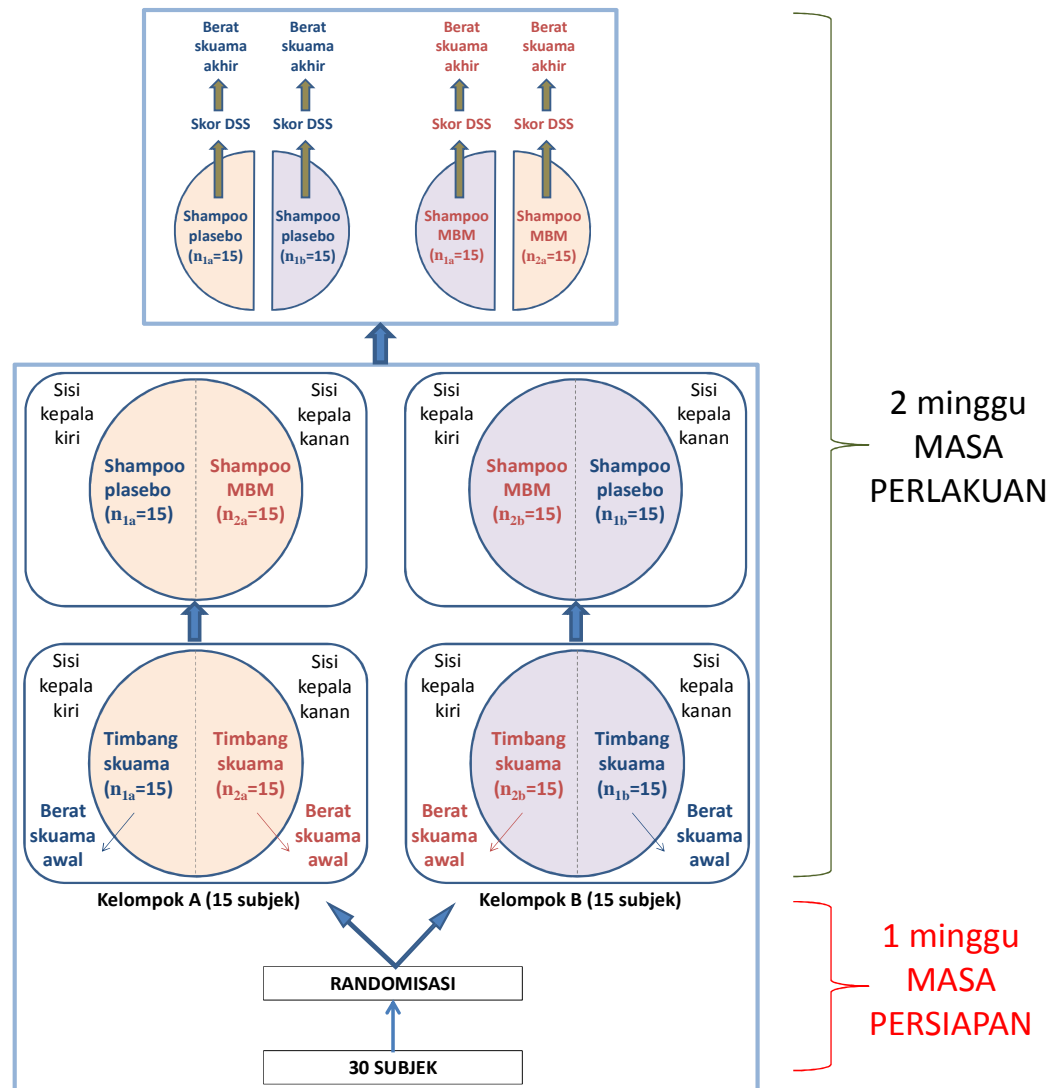 Berat
skuama
akhir
Berat
skuama
akhir
Berat
skuama
akhir
Berat
skuama
akhir
Skor DSS
Skor DSS
Skor DSS
Skor DSS
Shampoo
plasebo
(n1a=15)
Shampoo
plasebo
(n1b=15)
Shampoo
MBM
(n1a=15)
Shampoo
MBM
(n2a=15)
Sisi
kepala
kiri
Sisi
kepala
kanan
Shampoo
plasebo
(n1a=15)
Shampoo
MBM
(n2a=15)
Sisi
kepala
kiri
Sisi
kepala
kanan
Shampoo
MBM
(n2b=15)
Shampoo
plasebo
(n1b=15)
2 minggu
MASA
PERLAKUAN
Sisi
kepala
kiri
Sisi
kepala
kanan
Timbang
skuama
(n1a=15)
Timbang
skuama
(n2a=15)
Berat
skuama
awal
Berat
skuama
awal
Sisi
kepala
kiri
Sisi
kepala
kanan
Timbang
skuama
(n2b=15)
Timbang
skuama
(n1b=15)
Berat
skuama
awal
Berat
skuama
awal
Kelompok A (15 subjek)
Kelompok B (15 subjek)
1 minggu
MASA
PERSIAPAN
RANDOMISASI
30 SUBJEK